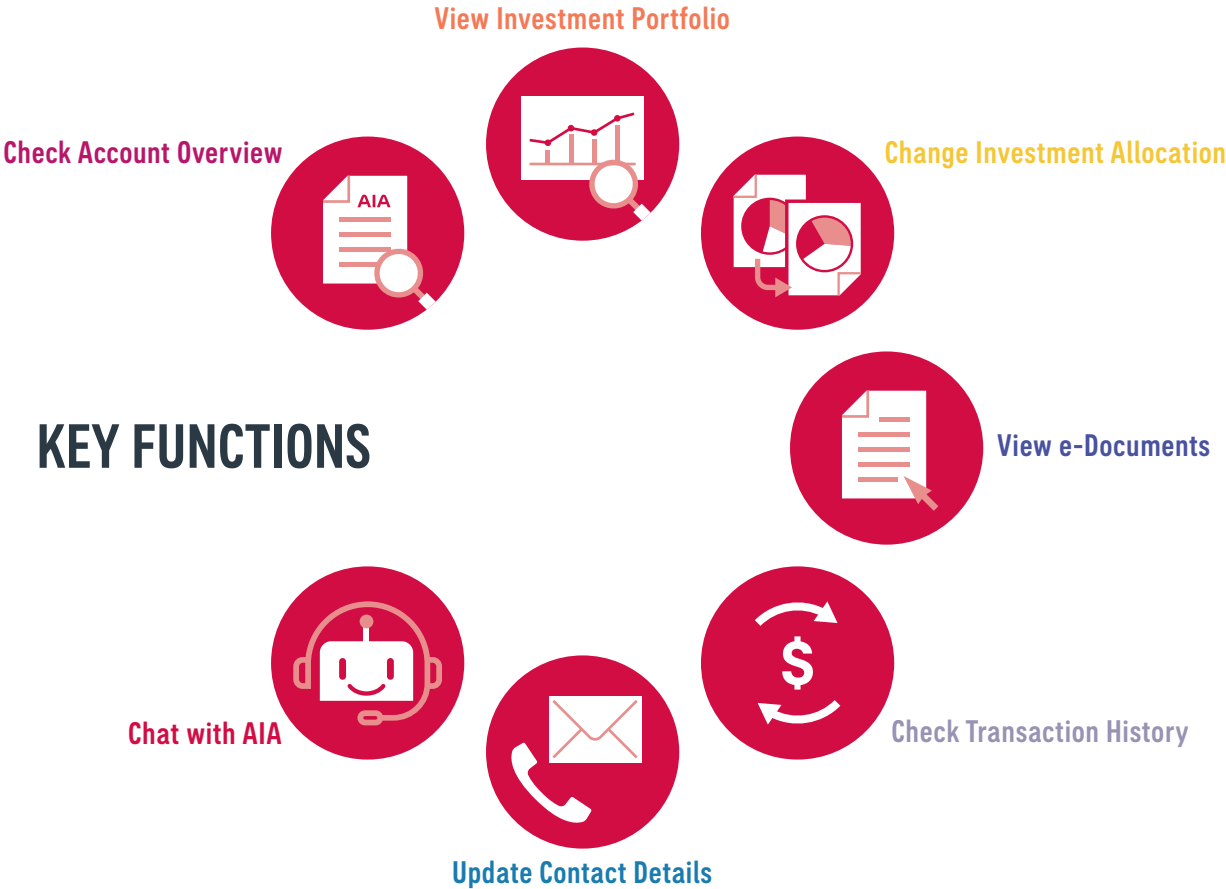 View Investment Portfolio
Check Account Overview
AIA
Change Investment Allocation
KEY FUNCTIONS
View e-Documents
$
Chat with AIA
Check Transaction History
Update Contact Details